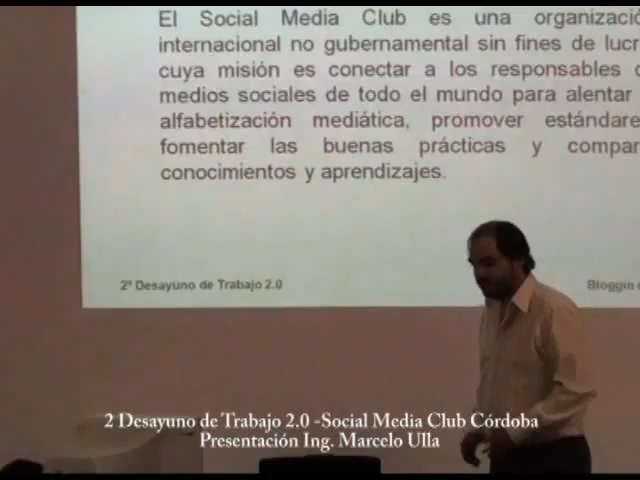 El Social Media Club es una organizació
internacional no gubernamental sin fines de lucr
cuya misión es conectar a los responsables
medios sociales de todo el mundo para alentar
alfabetización mediática, promover estándare
fomentar las buenas prácticas y compar
conocimientos y aprendizajes.
2º Desayuno de Trabajo 2.0
Bloggin
2 Desayuno de Trabajo 2.0 -Social Media Club Córdoba
Presentación Ing. Marcelo Ulla